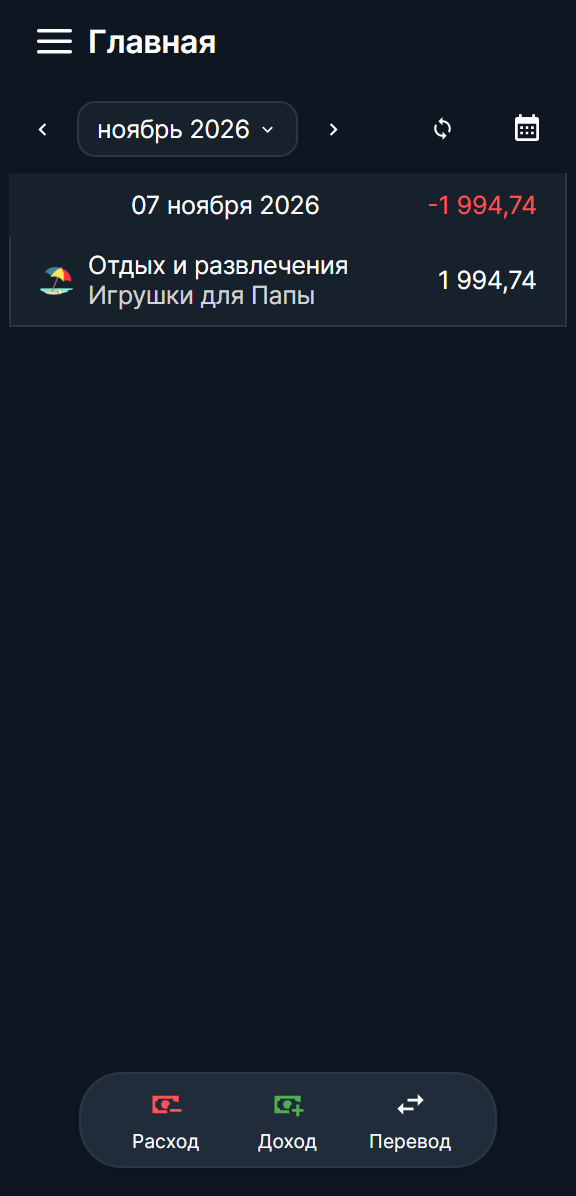 Главная
ноябрь 2026
07 ноября 2026 -1 994,74
Отдых и развлечения
Игрушки для Папы
1 994,74
Расход Доход Перевод